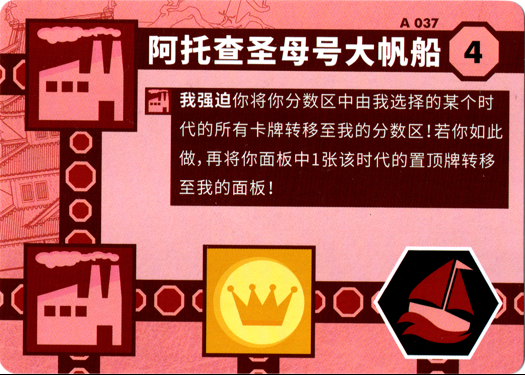 A 037
阿托查圣母号大帆船
4
我强迫你将你分数区中由我选择的某个时
代的所有卡牌转移至我的分数区！若你如此
做，再将你面板中1张该时代的置顶牌转移
至我的面板！